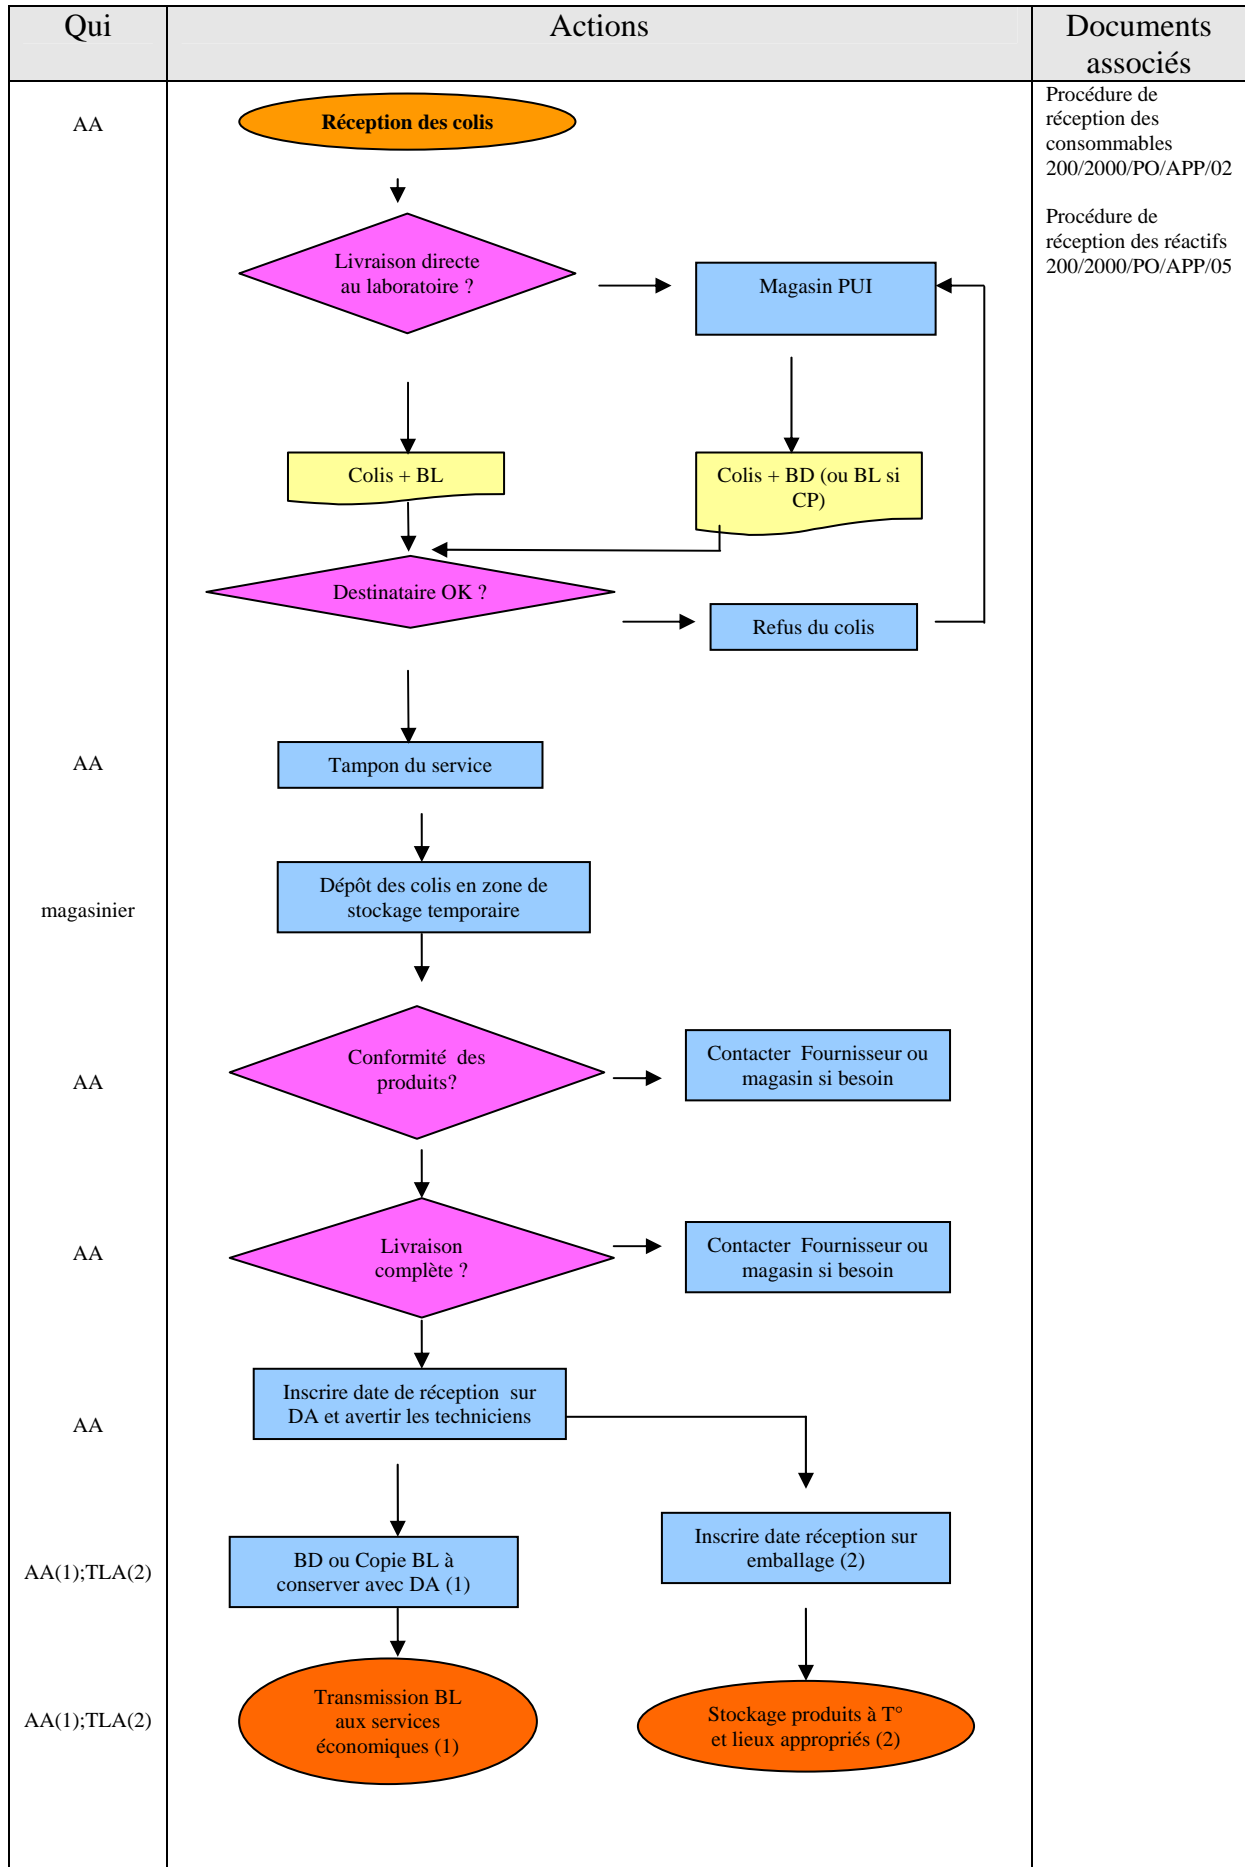 Qui
Actions
Documents
associés
AA
Réception des colis
Procédure de
réception des
consommables
200/2000/PO/APP/02
Procédure de
réception des réactifs
200/2000/PO/APP/05
Livraison directe
au laboratoire ?
Magasin PUI
Colis + BL
Colis + BD (ou BL si
CP)
Destinataire OK ?
Refus du colis
AA
Tampon du service
magasinier
Dépôt des colis en zone de
stockage temporaire
AA
Conformité des
produits?
Contacter Fournisseur ou
magasin si besoin
AA
Livraison
complète ?
Contacter Fournisseur ou
magasin si besoin
AA
Inscrire date de réception sur
DA et avertir les techniciens
AA(1);TLA(2)
BD ou Copie BL à
conserver avec DA (1)
Inscrire date réception sur
emballage (2)
AA(1);TLA(2)
Transmission BL
aux services
économiques (1)
Stockage produits à T°
et lieux appropriés (2)